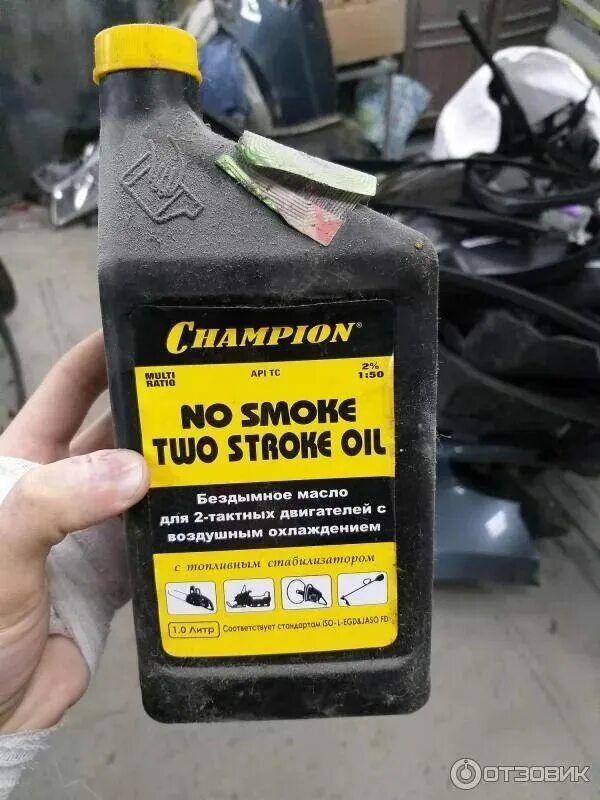 CHAMPION®
MULTI RATIO
API TC
2% 1:50
NO SMOKE
TWO STROKE OIL
Бездымное масло
для 2-тактных двигателей с
воздушным охлаждением
с топливным стабилизатором
1.0 Литр Соответствует стандартам ISO-L-EGD&JASO FD
ОТЗОВИК